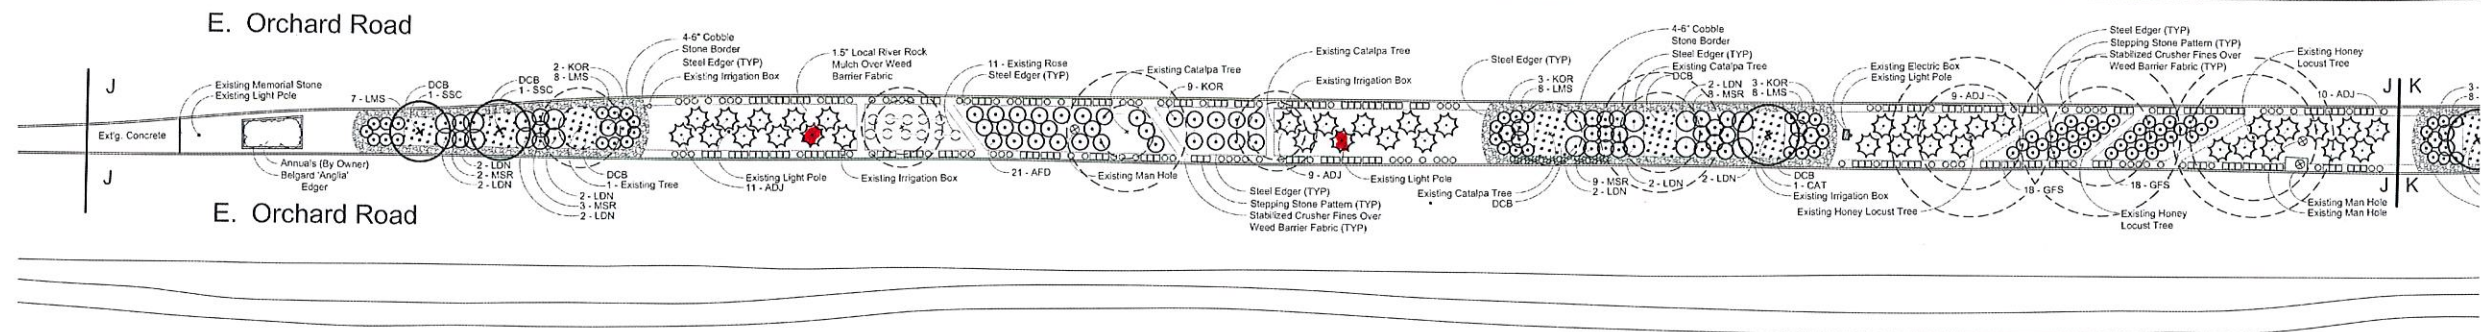 E. Orchard Road
J
Existing Memorial Stone
Existing Light Pole
Ext'g. Concrete
Annua's (By Owner)
Belgard 'Anglia'
Edger
7 - LMS
DCB
1 - SSC
DCB
1 - SSC
2 - KOR
8 - LMS
4-6" Cobble
Stone Border
Steel Edger (TYP)
Existing Irrigation Box
2 - LDN
2 - MSR
2 - LDN
DCB
1 - Existing Tree
2 - LDN
3 - MSR
2 - LDN
1.5" Local River Rock
Mulch Over Weed
Barrier Fabric
Existing Light Pole
11 - ADJ
Existing Irrigation Box
11 - Existing Rose
Steel Edger (TYP)
Existing Catalpa Tree
9 - KOR
21 - AFD
Existing Man Hole
Existing Catalpa Tree
Existing Irrigation Box
9 - ADJ
Existing Light Pole
Steel Edger (TYP)
Stepping Stone Pattern (TYP)
Stabilized Crusher Fines Over
Weed Barrier Fabric (TYP)
Steel Edger (TYP)
3 - KOR
8 - LMS
Existing Catalpa Tree
DCB
4-6" Cobble
Stone Border
Steel Edger (TYP)
Existing Catalpa Tree
DCB
2 - LDN
8 - MSR
3 - KOR
8 - LMS
9 - MSR
2 - LDN
2 - LDN
2 - LDN
DCB
1 - CAT
Existing Irrigation Box
Existing Honey Locust Tree
Existing Electric Box
Existing Light Pole
9 - ADJ
Steel Edger (TYP)
Stepping Stone Pattern (TYP)
Stabilized Crusher Fines Over
Weed Barrier Fabric (TYP)
Existing Honey
Locust Tree
10 - ADJ
18 - GFS
18 - GFS
Existing Honey
Locust Tree
Existing Man Hole
Existing Man Hole
J K
3 -
8 -
J
J K
E. Orchard Road